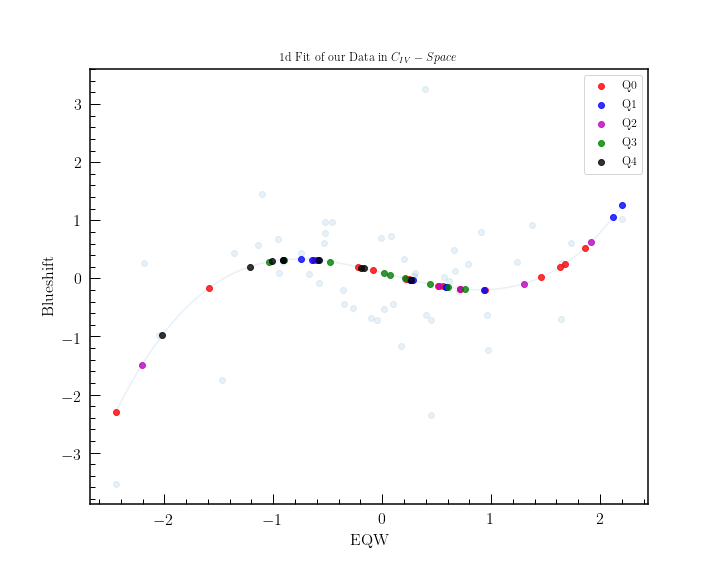 1d Fit of our Data in C_{IV} − Space
Q0
Q1
Q2
Q3
Q4
3
2
1
0
−1
−2
−3
Blueshift
−2 −1 0 1 2
EQW